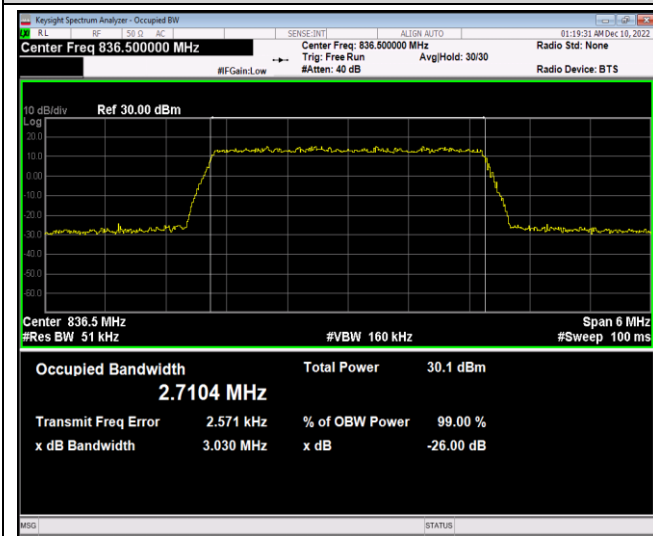 Keysight Spectrum Analyzer - Occupied BW
RL RF 50 Ω AC SENSE:INT ALIGN AUTO 01:19:31 AM Dec 10, 2022
Center Freq 836.500000 MHz Center Freq: 836.500000 MHz Radio Std: None
Trig: Free Run Avg|Hold: 30/30
#IFGain:Low #Atten: 40 dB Radio Device: BTS
10 dB/div Ref 30.00 dBm
Log
20.0
10.0
0.00
-10.0
-20.0
-30.0
-40.0
-50.0
-60.0
Center 836.5 MHz Span 6 MHz
#Res BW 51 kHz #VBW 160 kHz #Sweep 100 ms
Occupied Bandwidth Total Power 30.1 dBm
2.7104 MHz
Transmit Freq Error 2.571 kHz % of OBW Power 99.00 %
x dB Bandwidth 3.030 MHz x dB -26.00 dB
MSG STATUS